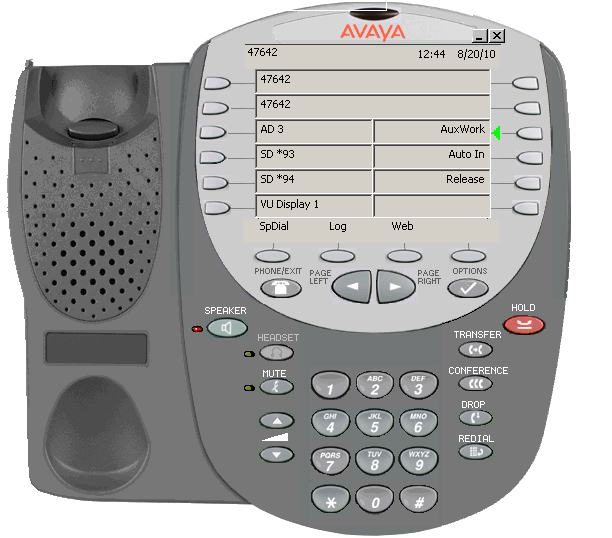 AVAYA
47642 12:44 8/20/10
47642
47642
AD 3 AuxWork
SD *93 Auto In
SD *94 Release
VU Display 1
SpDial Log Web
PHONE/EXIT PAGE LEFT PAGE RIGHT OPTIONS
SPEAKER HOLD
HEADSET TRANSFER
MUTE CONFERENCE
DROP
REDIAL
1 ABC 2 DEF 3
GHI 4 JKL 5 MNO 6
PQRS 7 TUV 8 WXYZ 9
* 0 #